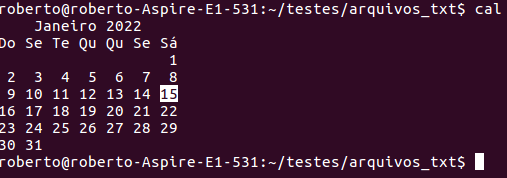 roberto@roberto-Aspire-E1-531:~/testes/arquivos_txt$ cal
    Janeiro 2022
Do Se Te Qu Qu Se Sá
                   1
 2  3  4  5  6  7  8
 9 10 11 12 13 14 15
16 17 18 19 20 21 22
23 24 25 26 27 28 29
30 31
roberto@roberto-Aspire-E1-531:~/testes/arquivos_txt$